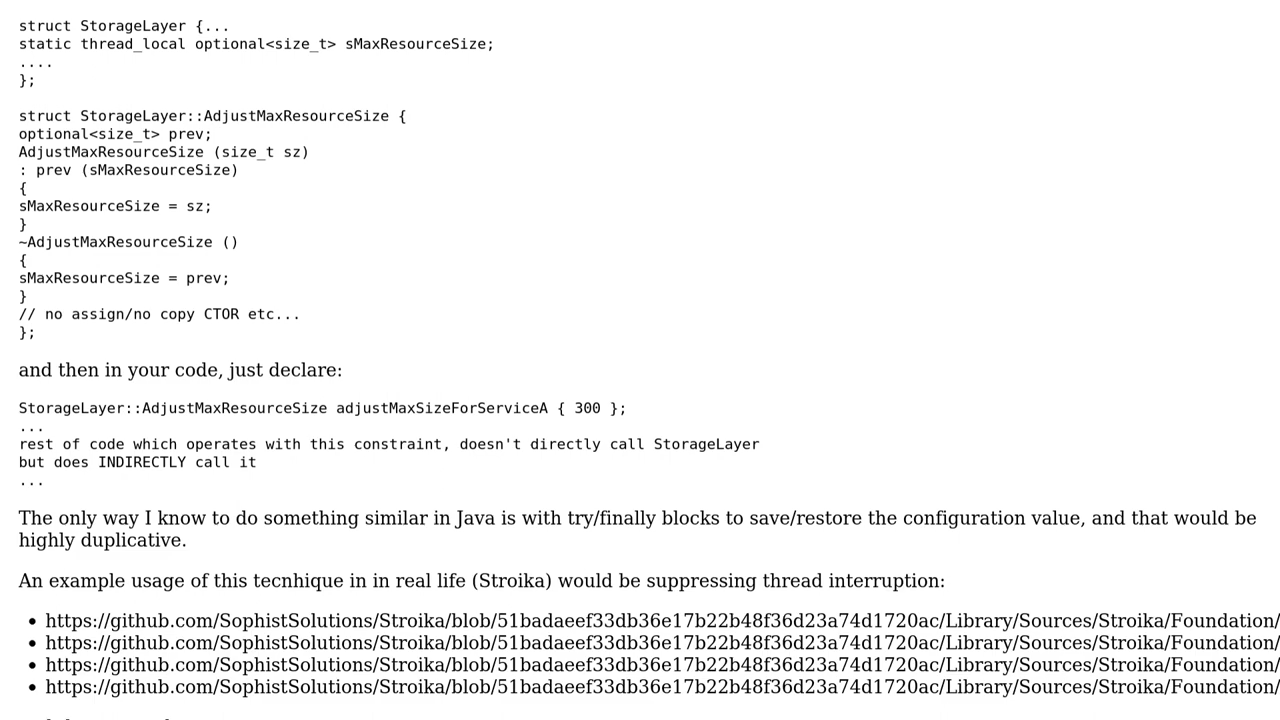 struct StorageLayer {...
static thread_local optional<size_t> sMaxResourceSize;
....
};
struct StorageLayer::AdjustMaxResourceSize {
optional<size_t> prev;
AdjustMaxResourceSize (size_t sz)
: prev (sMaxResourceSize)
{
sMaxResourceSize = sz;
}
~AdjustMaxResourceSize ()
{
sMaxResourceSize = prev;
}
// no assign/no copy CTOR etc...
};
and then in your code, just declare:
StorageLayer::AdjustMaxResourceSize adjustMaxSizeForServiceA { 300 };
...
rest of code which operates with this constraint, doesn't directly call StorageLayer
but does INDIRECTLY call it
...
The only way I know to do something similar in Java is with try/finally blocks to save/restore the configuration value, and that would be
highly duplicative.
An example usage of this tecnhique in in real life (Stroika) would be suppressing thread interruption:
• https://github.com/SophistSolutions/Stroika/blob/51badaeef33db36e17b22b48f36d23a74d1720ac/Library/Sources/Stroika/Foundation/
• https://github.com/SophistSolutions/Stroika/blob/51badaeef33db36e17b22b48f36d23a74d1720ac/Library/Sources/Stroika/Foundation/
• https://github.com/SophistSolutions/Stroika/blob/51badaeef33db36e17b22b48f36d23a74d1720ac/Library/Sources/Stroika/Foundation/
• https://github.com/SophistSolutions/Stroika/blob/51badaeef33db36e17b22b48f36d23a74d1720ac/Library/Sources/Stroika/Foundation/